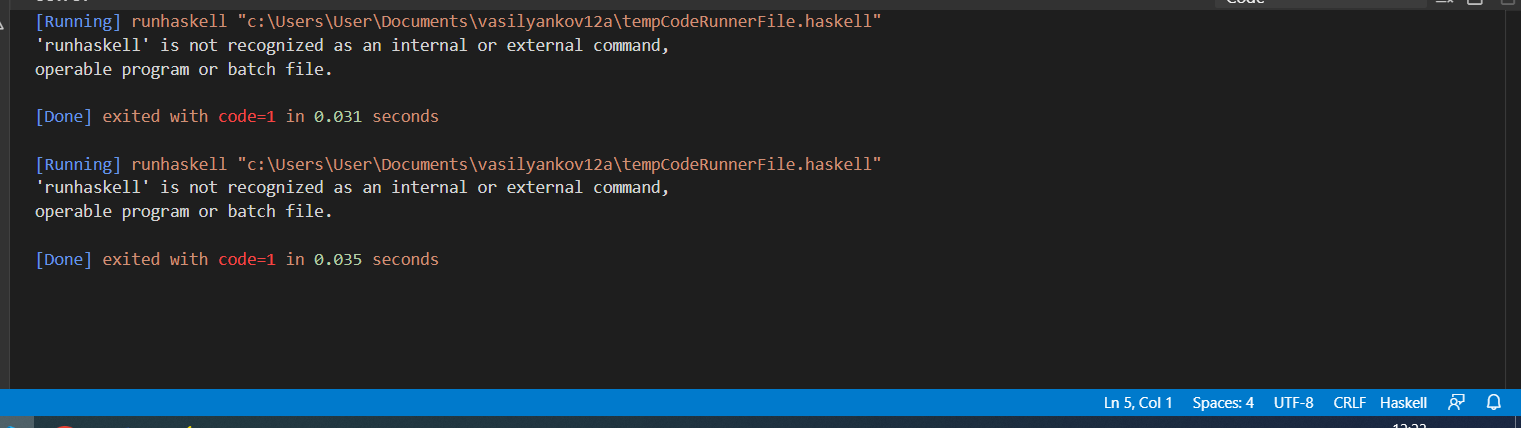 [Running] runhaskell "c:\Users\User\Documents\vasilyankov12a\tempCodeRunnerFile.haskell"
'runhaskell' is not recognized as an internal or external command,
operable program or batch file.
[Done] exited with code=1 in 0.031 seconds
[Running] runhaskell "c:\Users\User\Documents\vasilyankov12a\tempCodeRunnerFile.haskell"
'runhaskell' is not recognized as an internal or external command,
operable program or batch file.
[Done] exited with code=1 in 0.035 seconds
Ln 5, Col 1 Spaces: 4 UTF-8 CRLF Haskell